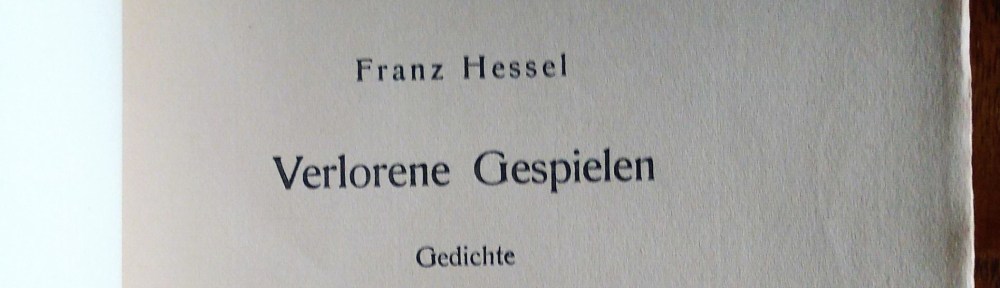 Franz Hessel
Verlorene Gespielen
Gedichte